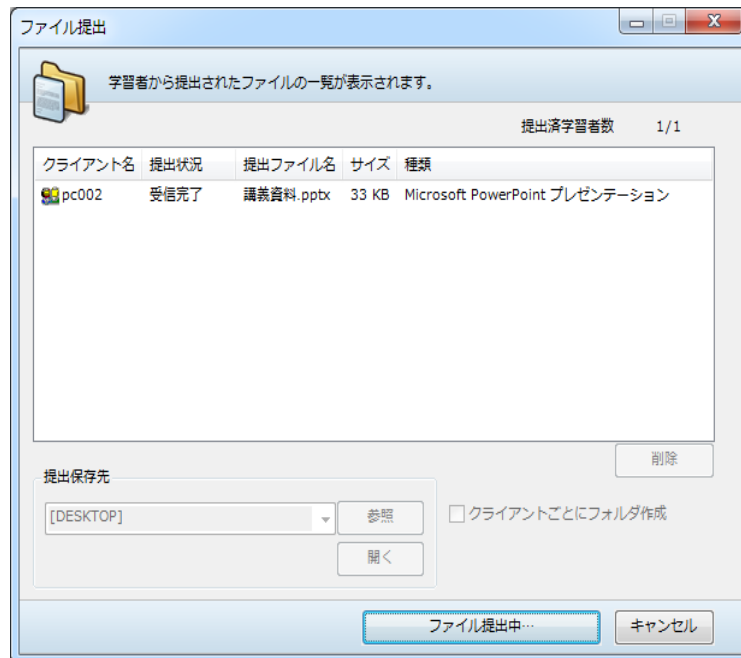 ファイル提出
学習者から提出されたファイルの一覧が表示されます。
提出済学習者数 1/1
クライアント名 提出状況 提出ファイル名 サイズ 種類
pc002 受信完了 講義資料.pptx 33 KB Microsoft PowerPoint プレゼンテーション
削除
提出保存先
[DESKTOP] 参照 クライアントごとにフォルダ作成
開く
ファイル提出中… キャンセル